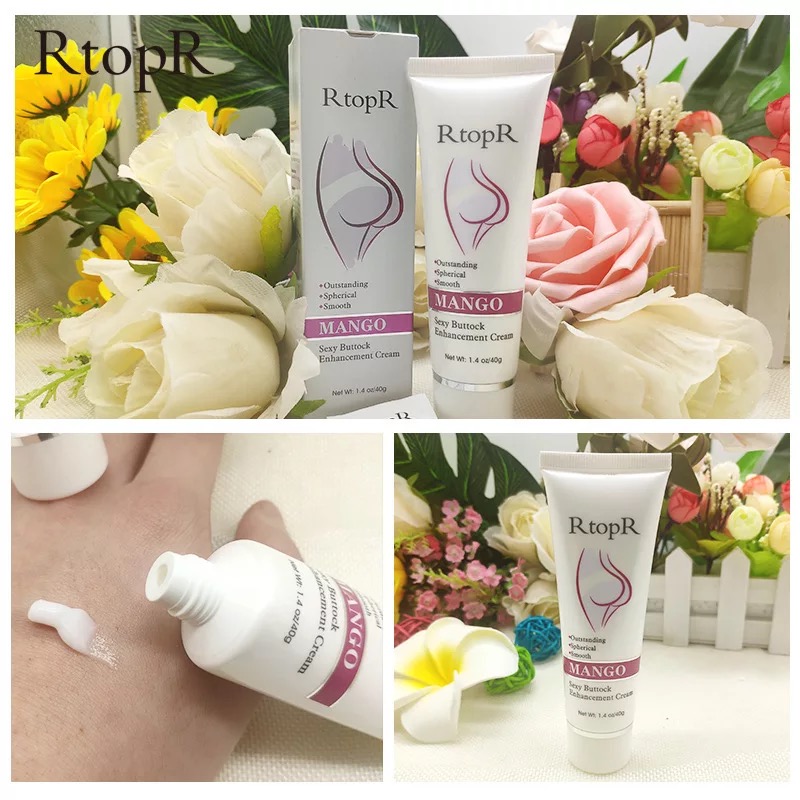 RtopR
RtopR
•Outstanding
•Spherical
•Smooth
MANGO
Sexy Buttock
Enhancement Cream
Net Wt: 1.4 oz/40g
RtopR
•Outstanding
•Spherical
•Smooth
MANGO
Sexy Buttock
Enhancement Cream
Net Wt: 1.4 oz/40g
MANGO
Buttock
Cream
Wt: 1.4 oz/40g
RtopR
•Outstanding
•Spherical
•Smooth
MANGO
Sexy Buttock
Enhancement Cream
Net Wt: 1.4 oz/40g